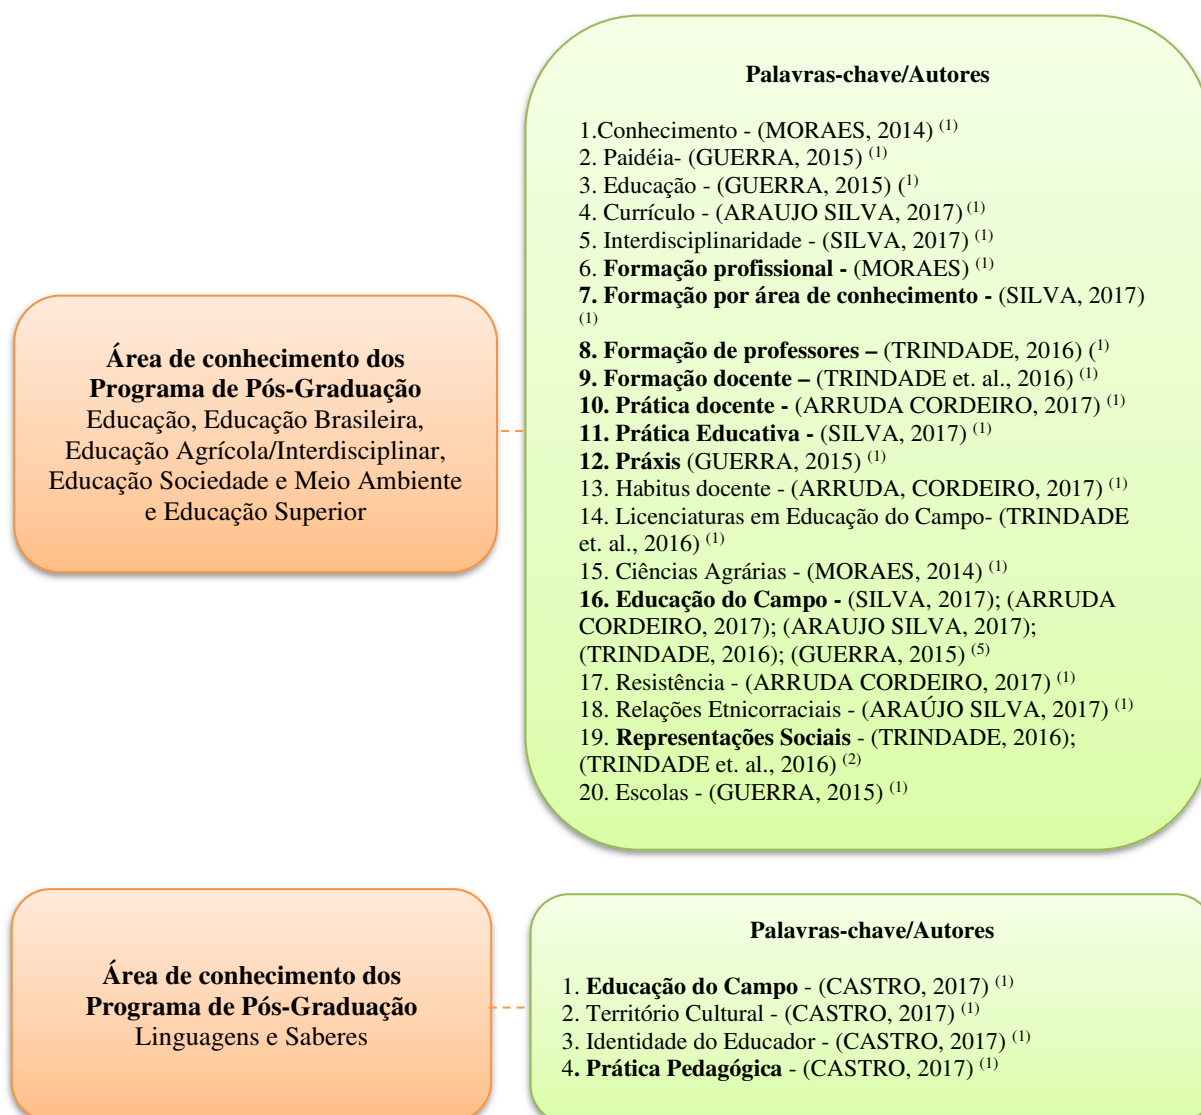 Palavras-chave/Autores
1.Conhecimento - (MORAES, 2014) (1)
2. Paidéia- (GUERRA, 2015) (1)
3. Educação - (GUERRA, 2015) (1)
4. Currículo - (ARAUJO SILVA, 2017) (1)
5. Interdisciplinaridade - (SILVA, 2017) (1)
6. Formação profissional - (MORAES) (1)
7. Formação por área de conhecimento - (SILVA, 2017)
(1)
8. Formação de professores – (TRINDADE, 2016) (1)
9. Formação docente – (TRINDADE et. al., 2016) (1)
10. Prática docente - (ARRUDA CORDEIRO, 2017) (1)
11. Prática Educativa - (SILVA, 2017) (1)
12. Práxis (GUERRA, 2015) (1)
13. Habitus docente - (ARRUDA, CORDEIRO, 2017) (1)
14. Licenciaturas em Educação do Campo- (TRINDADE
et. al., 2016) (1)
15. Ciências Agrárias - (MORAES, 2014) (1)
16. Educação do Campo - (SILVA, 2017); (ARRUDA
CORDEIRO, 2017); (ARAUJO SILVA, 2017);
(TRINDADE, 2016); (GUERRA, 2015) (5)
17. Resistência - (ARRUDA CORDEIRO, 2017) (1)
18. Relações Etnicorraciais - (ARAÚJO SILVA, 2017) (1)
19. Representações Sociais - (TRINDADE, 2016);
(TRINDADE et. al., 2016) (2)
20. Escolas - (GUERRA, 2015) (1)
Área de conhecimento dos
Programa de Pós-Graduação
Educação, Educação Brasileira,
Educação Agrícola/Interdisciplinar,
Educação Sociedade e Meio Ambiente
e Educação Superior
Palavras-chave/Autores
1. Educação do Campo - (CASTRO, 2017) (1)
2. Território Cultural - (CASTRO, 2017) (1)
3. Identidade do Educador - (CASTRO, 2017) (1)
4. Prática Pedagógica - (CASTRO, 2017) (1)
Área de conhecimento dos
Programa de Pós-Graduação
Linguagens e Saberes